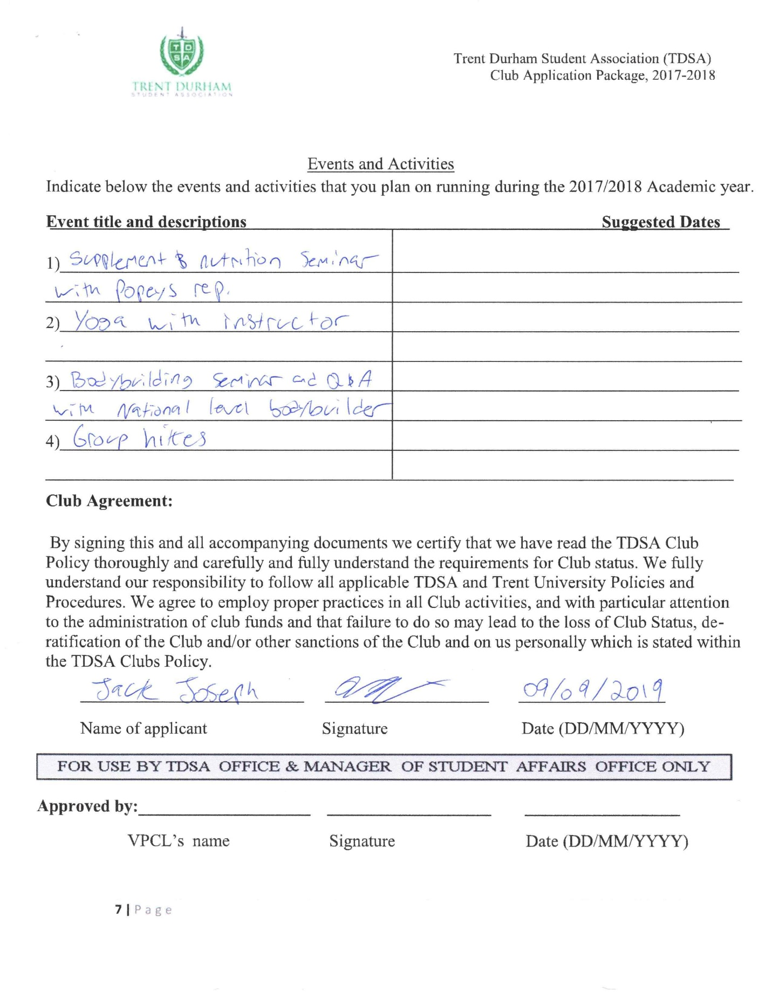 TDSA
TRENT DURHAM
STUDENT ASSOCIATION
Trent Durham Student Association (TDSA)
Club Application Package, 2017-2018
Events and Activities
Indicate below the events and activities that you plan on running during the 2017/2018 Academic year.
Event title and descriptions Suggested Dates
1) Supplement & nutrition Seminar
with Popeys rep.
2) Yoga with instructor
3) Bodybuilding seminar and Q & A
with National level bodybuilder
4) Group hikes
Club Agreement:
By signing this and all accompanying documents we certify that we have read the TDSA Club
Policy thoroughly and carefully and fully understand the requirements for Club status. We fully
understand our responsibility to follow all applicable TDSA and Trent University Policies and
Procedures. We agree to employ proper practices in all Club activities, and with particular attention
to the administration of club funds and that failure to do so may lead to the loss of Club Status, de-
ratification of the Club and/or other sanctions of the Club and on us personally which is stated within
the TDSA Clubs Policy.
Jack Joseph 09/09/2019
Name of applicant Signature Date (DD/MM/YYYY)
FOR USE BY TDSA OFFICE & MANAGER OF STUDENT AFFAIRS OFFICE ONLY
Approved by:
VPCL's name Signature Date (DD/MM/YYYY)
7 | Page